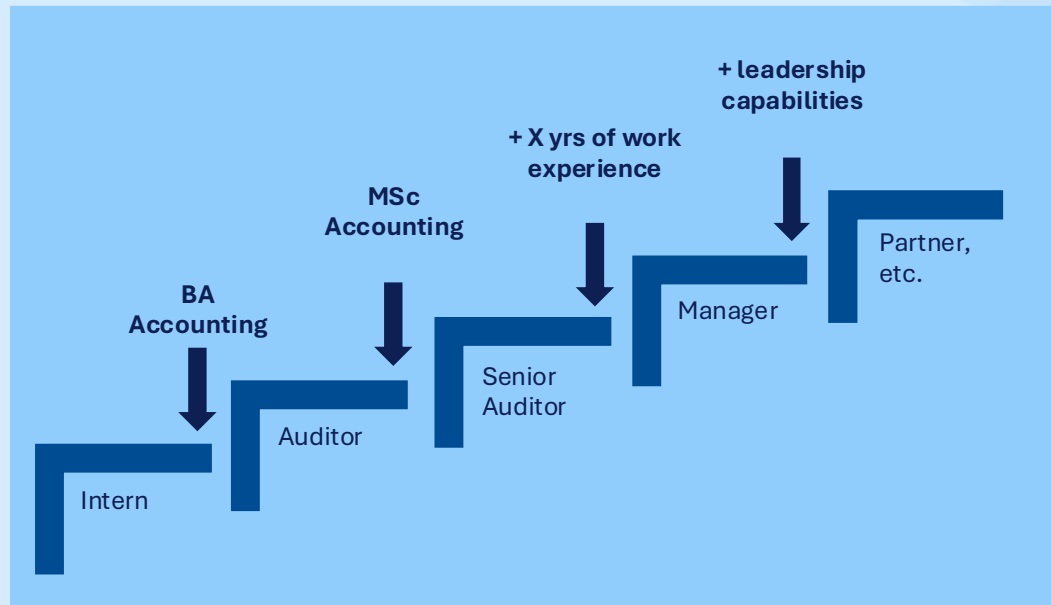 + leadership
capabilities
+ X yrs of work
experience
MSc
Accounting
Partner,
etc.
BA
Accounting
Manager
Senior
Auditor
Auditor
Intern